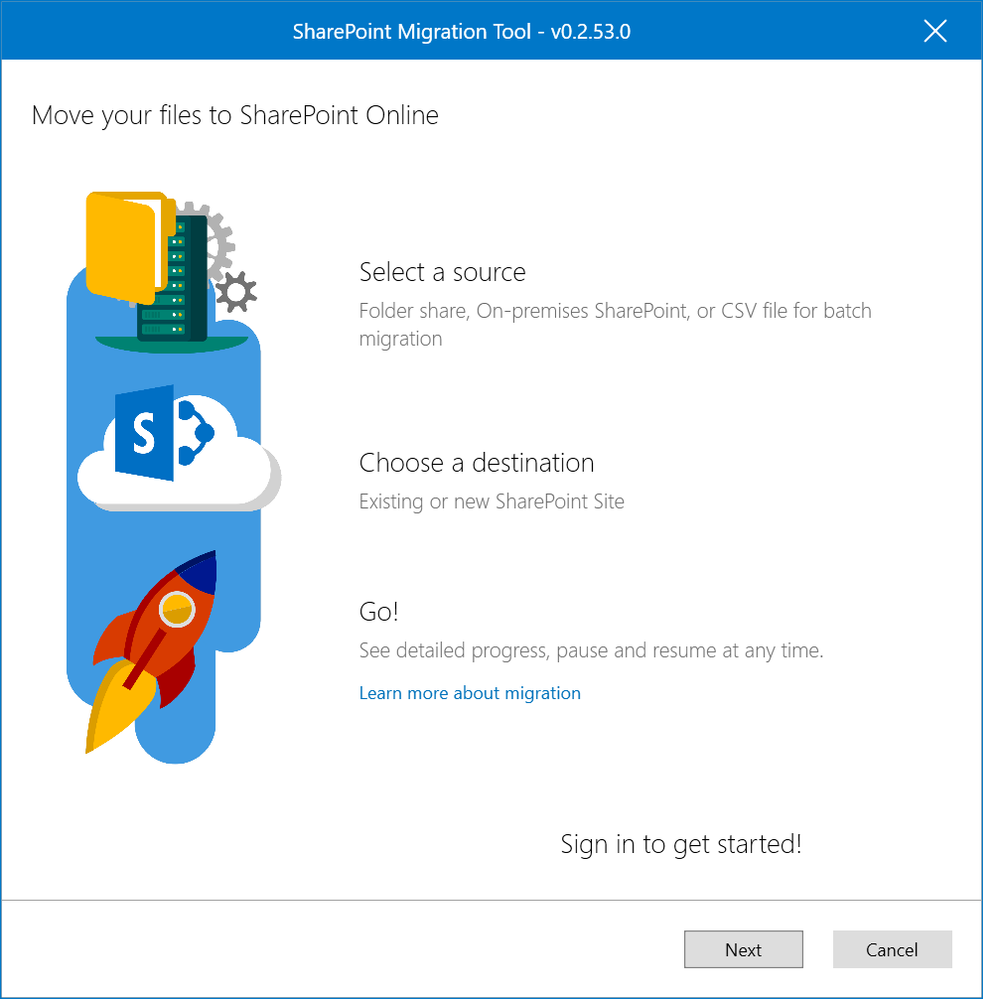 SharePoint Migration Tool - v0.2.53.0
Move your files to SharePoint Online
Select a source
Folder share, On-premises SharePoint, or CSV file for batch
migration
S
Choose a destination
Existing or new SharePoint Site
Go!
See detailed progress, pause and resume at any time.
Learn more about migration
Sign in to get started!
Next
Cancel